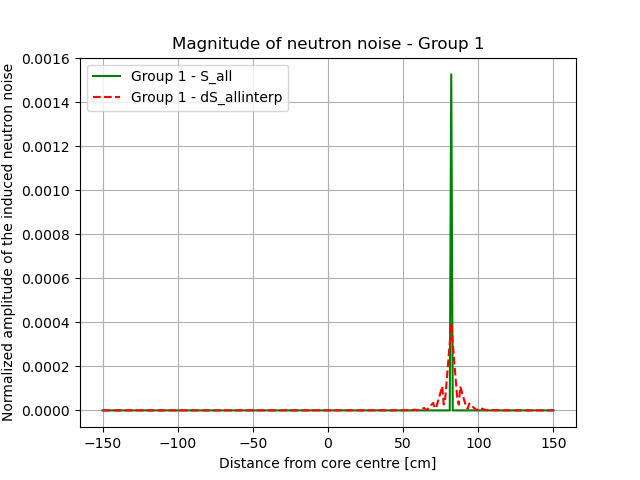 Magnitude of neutron noise - Group 1
Group 1 - S_all
Group 1 - dS_allinterp
Normalized amplitude of the induced neutron noise
0.0016
0.0014
0.0012
0.0010
0.0008
0.0006
0.0004
0.0002
0.0000
−150 −100 −50 0 50 100 150
Distance from core centre [cm]